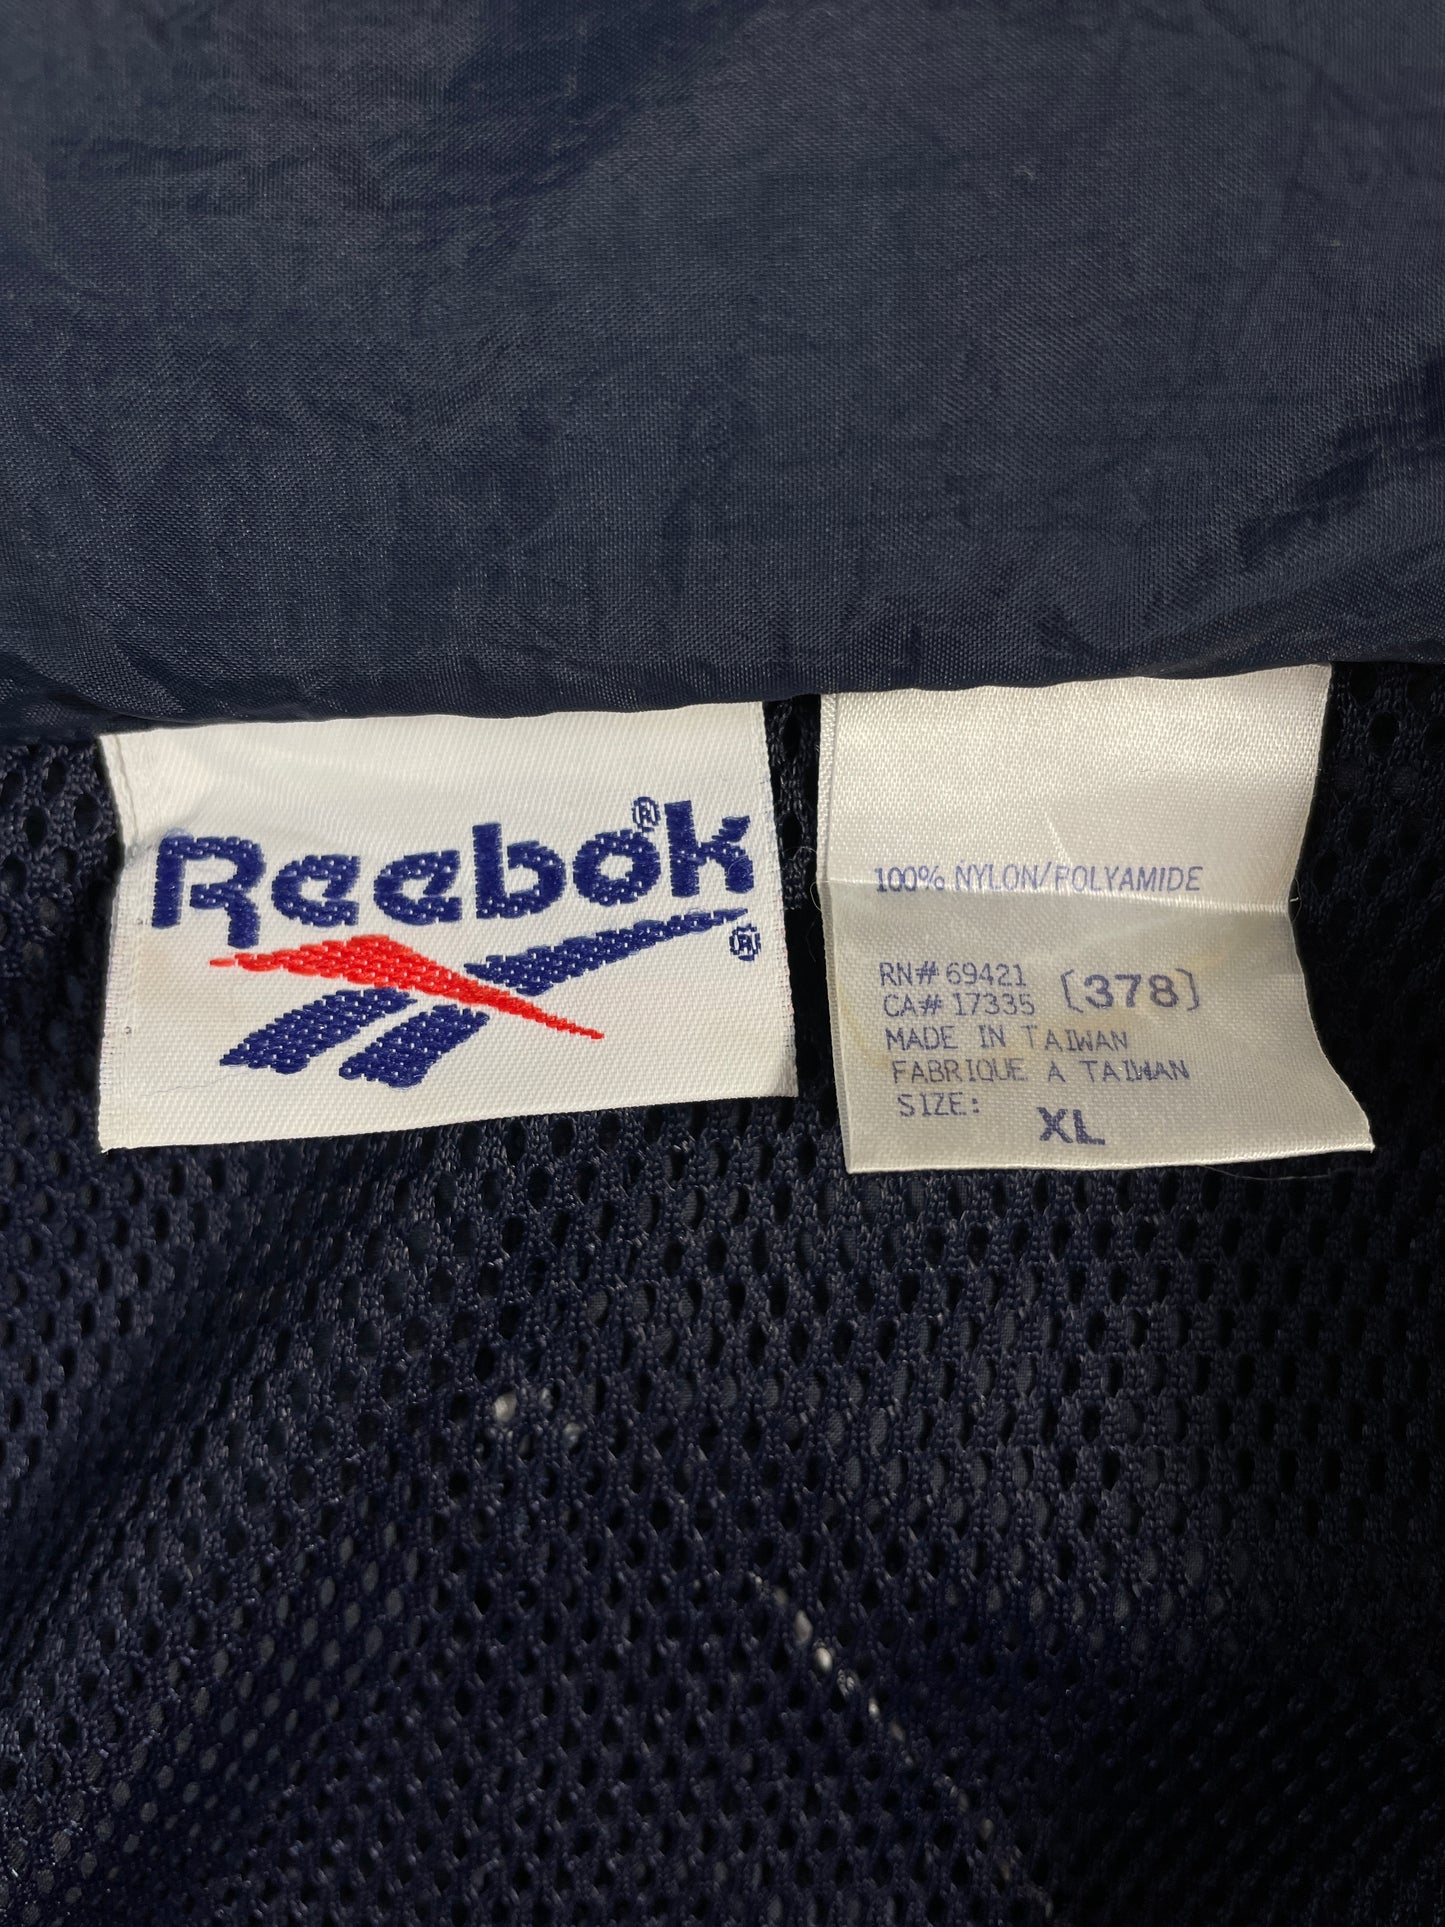 Reebok®
®
100% NYLON/POLYAMIDE
RN# 69421
CA# 17335
(378)
MADE IN TAIWAN
FABRIQUE A TAIWAN
SIZE:
XL